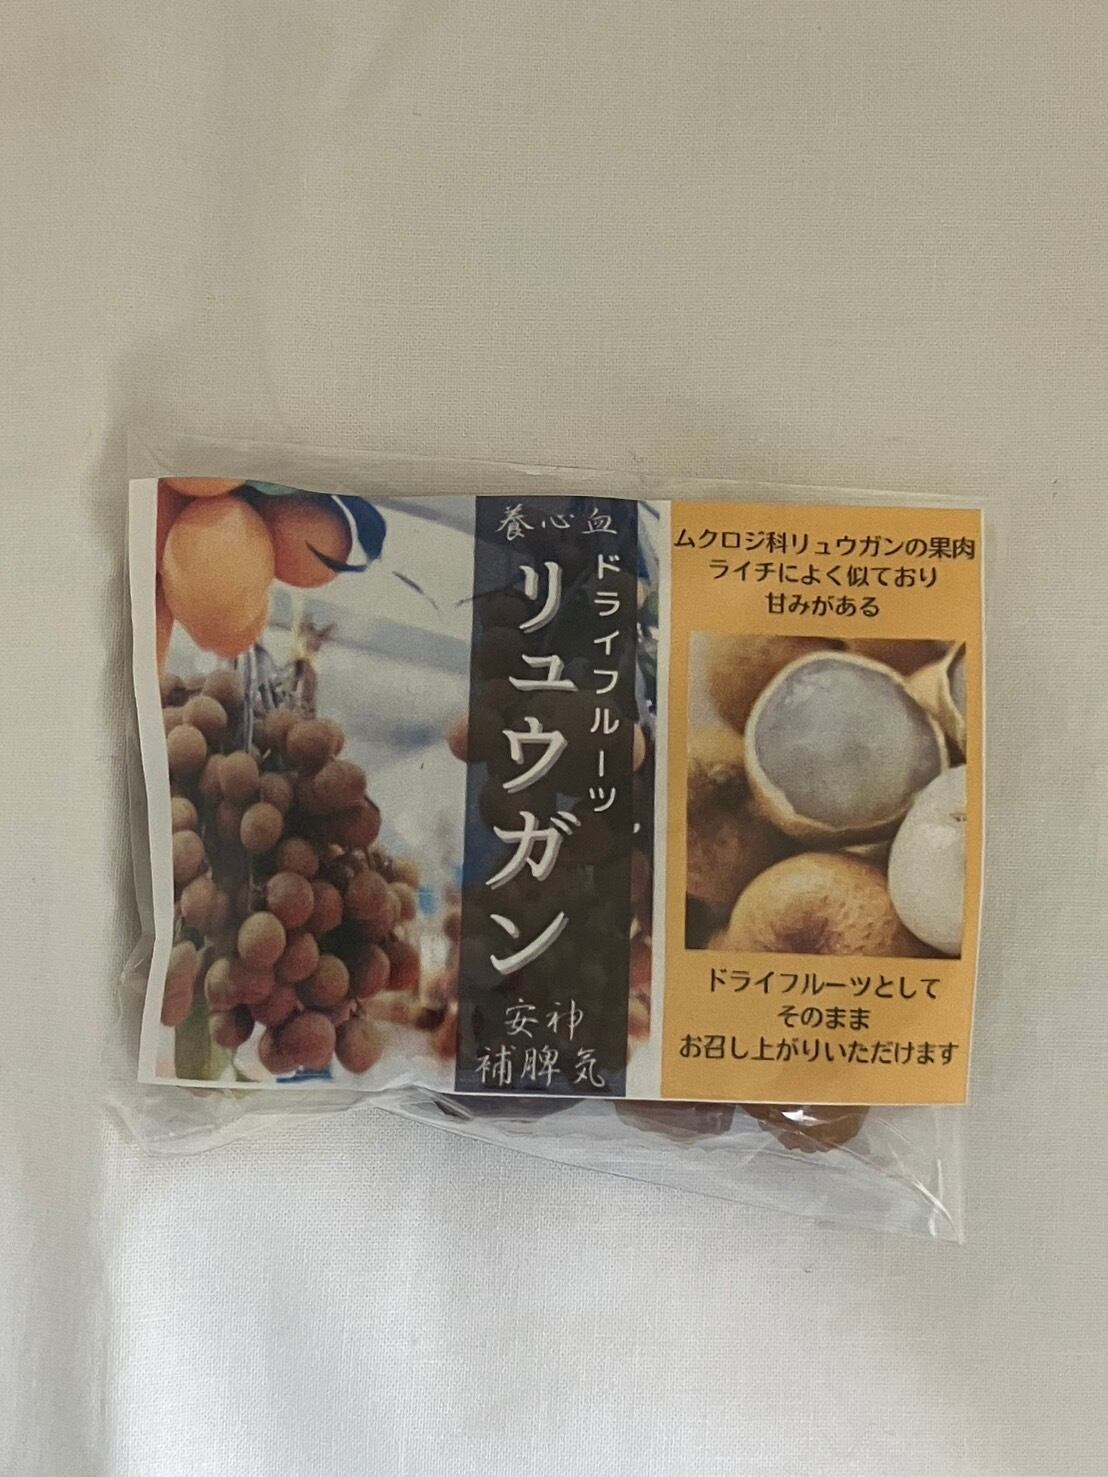 養心血
ドライフルーツ
リュウガン
安神
補脾気
ムクロジ科リュウガンの果肉
ライチによく似ており
甘みがある
ドライフルーツとして
そのまま
お召し上がりいただけます